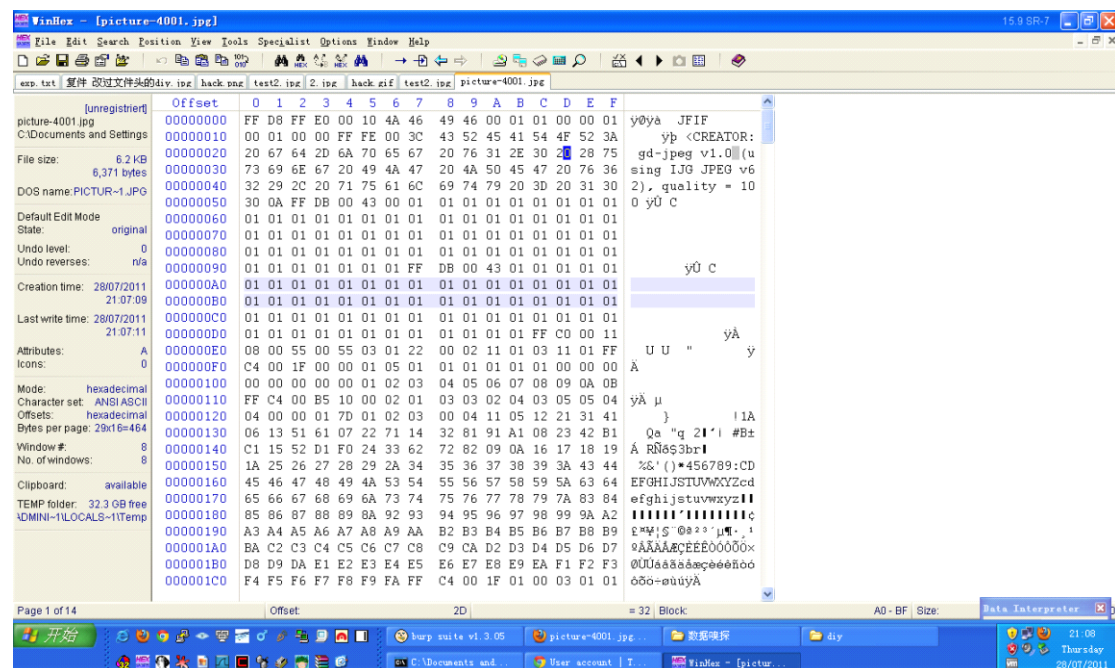 WinHex - [picture-4001.jpg]
15.9 SR-7
File Edit Search Position View Tools Specialist Options Window Help
exp.txt 复件 改过文件头的div.jpg hack.png test2.jpg 2.jpg hack.gif test2.jpg picture-4001.jpg
[unregistriert]
picture-4001.jpg
C:\Documents and Settings
File size: 6.2 KB
6,371 bytes
DOS name: PICTUR~1.JPG
Default Edit Mode
State: original
Undo level: 0
Undo reverses: n/a
Creation time: 28/07/2011
21:07:09
Last write time: 28/07/2011
21:07:11
Attributes: A
Icons: 0
Mode: hexadecimal
Character set: ANSI ASCII
Offsets: hexadecimal
Bytes per page: 29x16=464
Window #: 8
No. of windows: 8
Clipboard: available
TEMP folder: 32.3 GB free
\DMINI~1\LOCALS~1\Temp
Offset 0 1 2 3 4 5 6 7 8 9 A B C D E F
00000000 FF D8 FF E0 00 10 4A 46 49 46 00 01 01 00 00 01 ÿØÿà JFIF
00000010 00 01 00 00 FF FE 00 3C 43 52 45 41 54 4F 52 3A ÿþ <CREATOR:
00000020 20 67 64 2D 6A 70 65 67 20 76 31 2E 30 20 28 75 gd-jpeg v1.0 (u
00000030 73 69 6E 67 20 49 4A 47 20 4A 50 45 47 20 76 36 sing IJG JPEG v6
00000040 32 29 2C 20 71 75 61 6C 69 74 79 20 3D 20 31 30 2), quality = 10
00000050 30 0A FF DB 00 43 00 01 01 01 01 01 01 01 01 01 0 ÿÛ C
00000060 01 01 01 01 01 01 01 01 01 01 01 01 01 01 01 01
00000070 01 01 01 01 01 01 01 01 01 01 01 01 01 01 01 01
00000080 01 01 01 01 01 01 01 01 01 01 01 01 01 01 01 01
00000090 01 01 01 01 01 01 01 FF DB 00 43 01 01 01 01 01 ÿÛ C
000000A0 01 01 01 01 01 01 01 01 01 01 01 01 01 01 01 01
000000B0 01 01 01 01 01 01 01 01 01 01 01 01 01 01 01 01
000000C0 01 01 01 01 01 01 01 01 01 01 01 01 01 01 01 01
000000D0 01 01 01 01 01 01 01 01 01 01 01 01 FF C0 00 11 ÿÀ
000000E0 08 00 55 00 55 03 01 22 00 02 11 01 03 11 01 FF U U " ÿ
000000F0 C4 00 1F 00 00 01 05 01 01 01 01 01 01 00 00 00 Ä
00000100 00 00 00 00 00 01 02 03 04 05 06 07 08 09 0A 0B
00000110 FF C4 00 B5 10 00 02 01 03 03 02 04 03 05 05 04 ÿÄ µ
00000120 04 00 00 01 7D 01 02 03 00 04 11 05 12 21 31 41 } !1A
00000130 06 13 51 61 07 22 71 14 32 81 91 A1 08 23 42 B1 Qa "q 2 ‘¡ #B±
00000140 C1 15 52 D1 F0 24 33 62 72 82 09 0A 16 17 18 19 Á RÑð$3br
00000150 1A 25 26 27 28 29 2A 34 35 36 37 38 39 3A 43 44 %&'()*456789:CD
00000160 45 46 47 48 49 4A 53 54 55 56 57 58 59 5A 63 64 EFGHIJSTUVWXYZcd
00000170 65 66 67 68 69 6A 73 74 75 76 77 78 79 7A 83 84 efghijstuvwxyz
00000180 85 86 87 88 89 8A 92 93 94 95 96 97 98 99 9A A2
00000190 A3 A4 A5 A6 A7 A8 A9 AA B2 B3 B4 B5 B6 B7 B8 B9 £¤¥¦§¨©ª²³´µ¶·¸¹
000001A0 BA C2 C3 C4 C5 C6 C7 C8 C9 CA D2 D3 D4 D5 D6 D7 ºÂÃÄÅÆÇÈÉÊÒÓÔÕÖ×
000001B0 D8 D9 DA E1 E2 E3 E4 E5 E6 E7 E8 E9 EA F1 F2 F3 ØÙÚáâãäåæçèéêñòó
000001C0 F4 F5 F6 F7 F8 F9 FA FF C4 00 1F 01 00 03 01 01 ôõö÷øùúÿÄ
Page 1 of 14 Offset: 2D = 32 Block: A0 - BF Size:
Data Interpreter
开始 burp suite v1.3.05 picture-4001.jpg... 数据嗅探 diy 21:08
Thursday
C:\Documents and... User account | T... WinHex - [pictur... 28/07/2011